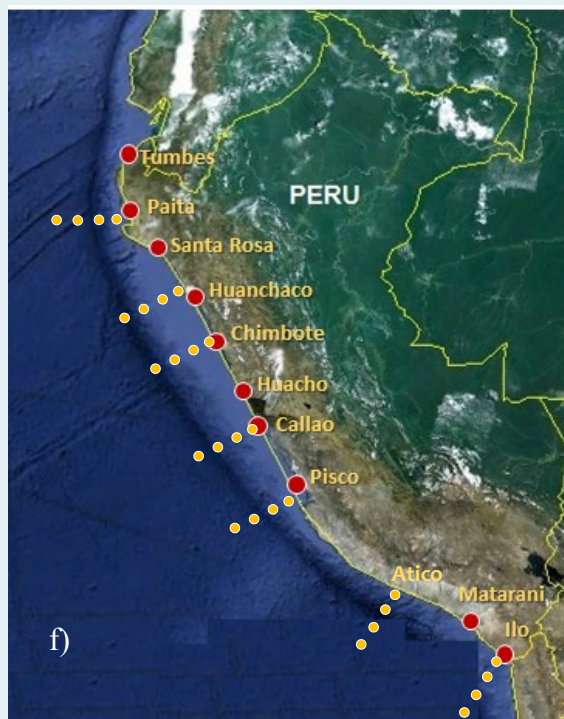 Tumbes
PERU
Paita
Santa Rosa
Huanchaco
Chimbote
Huacho
Callao
Pisco
Atico
Matarani
Ilo
f)